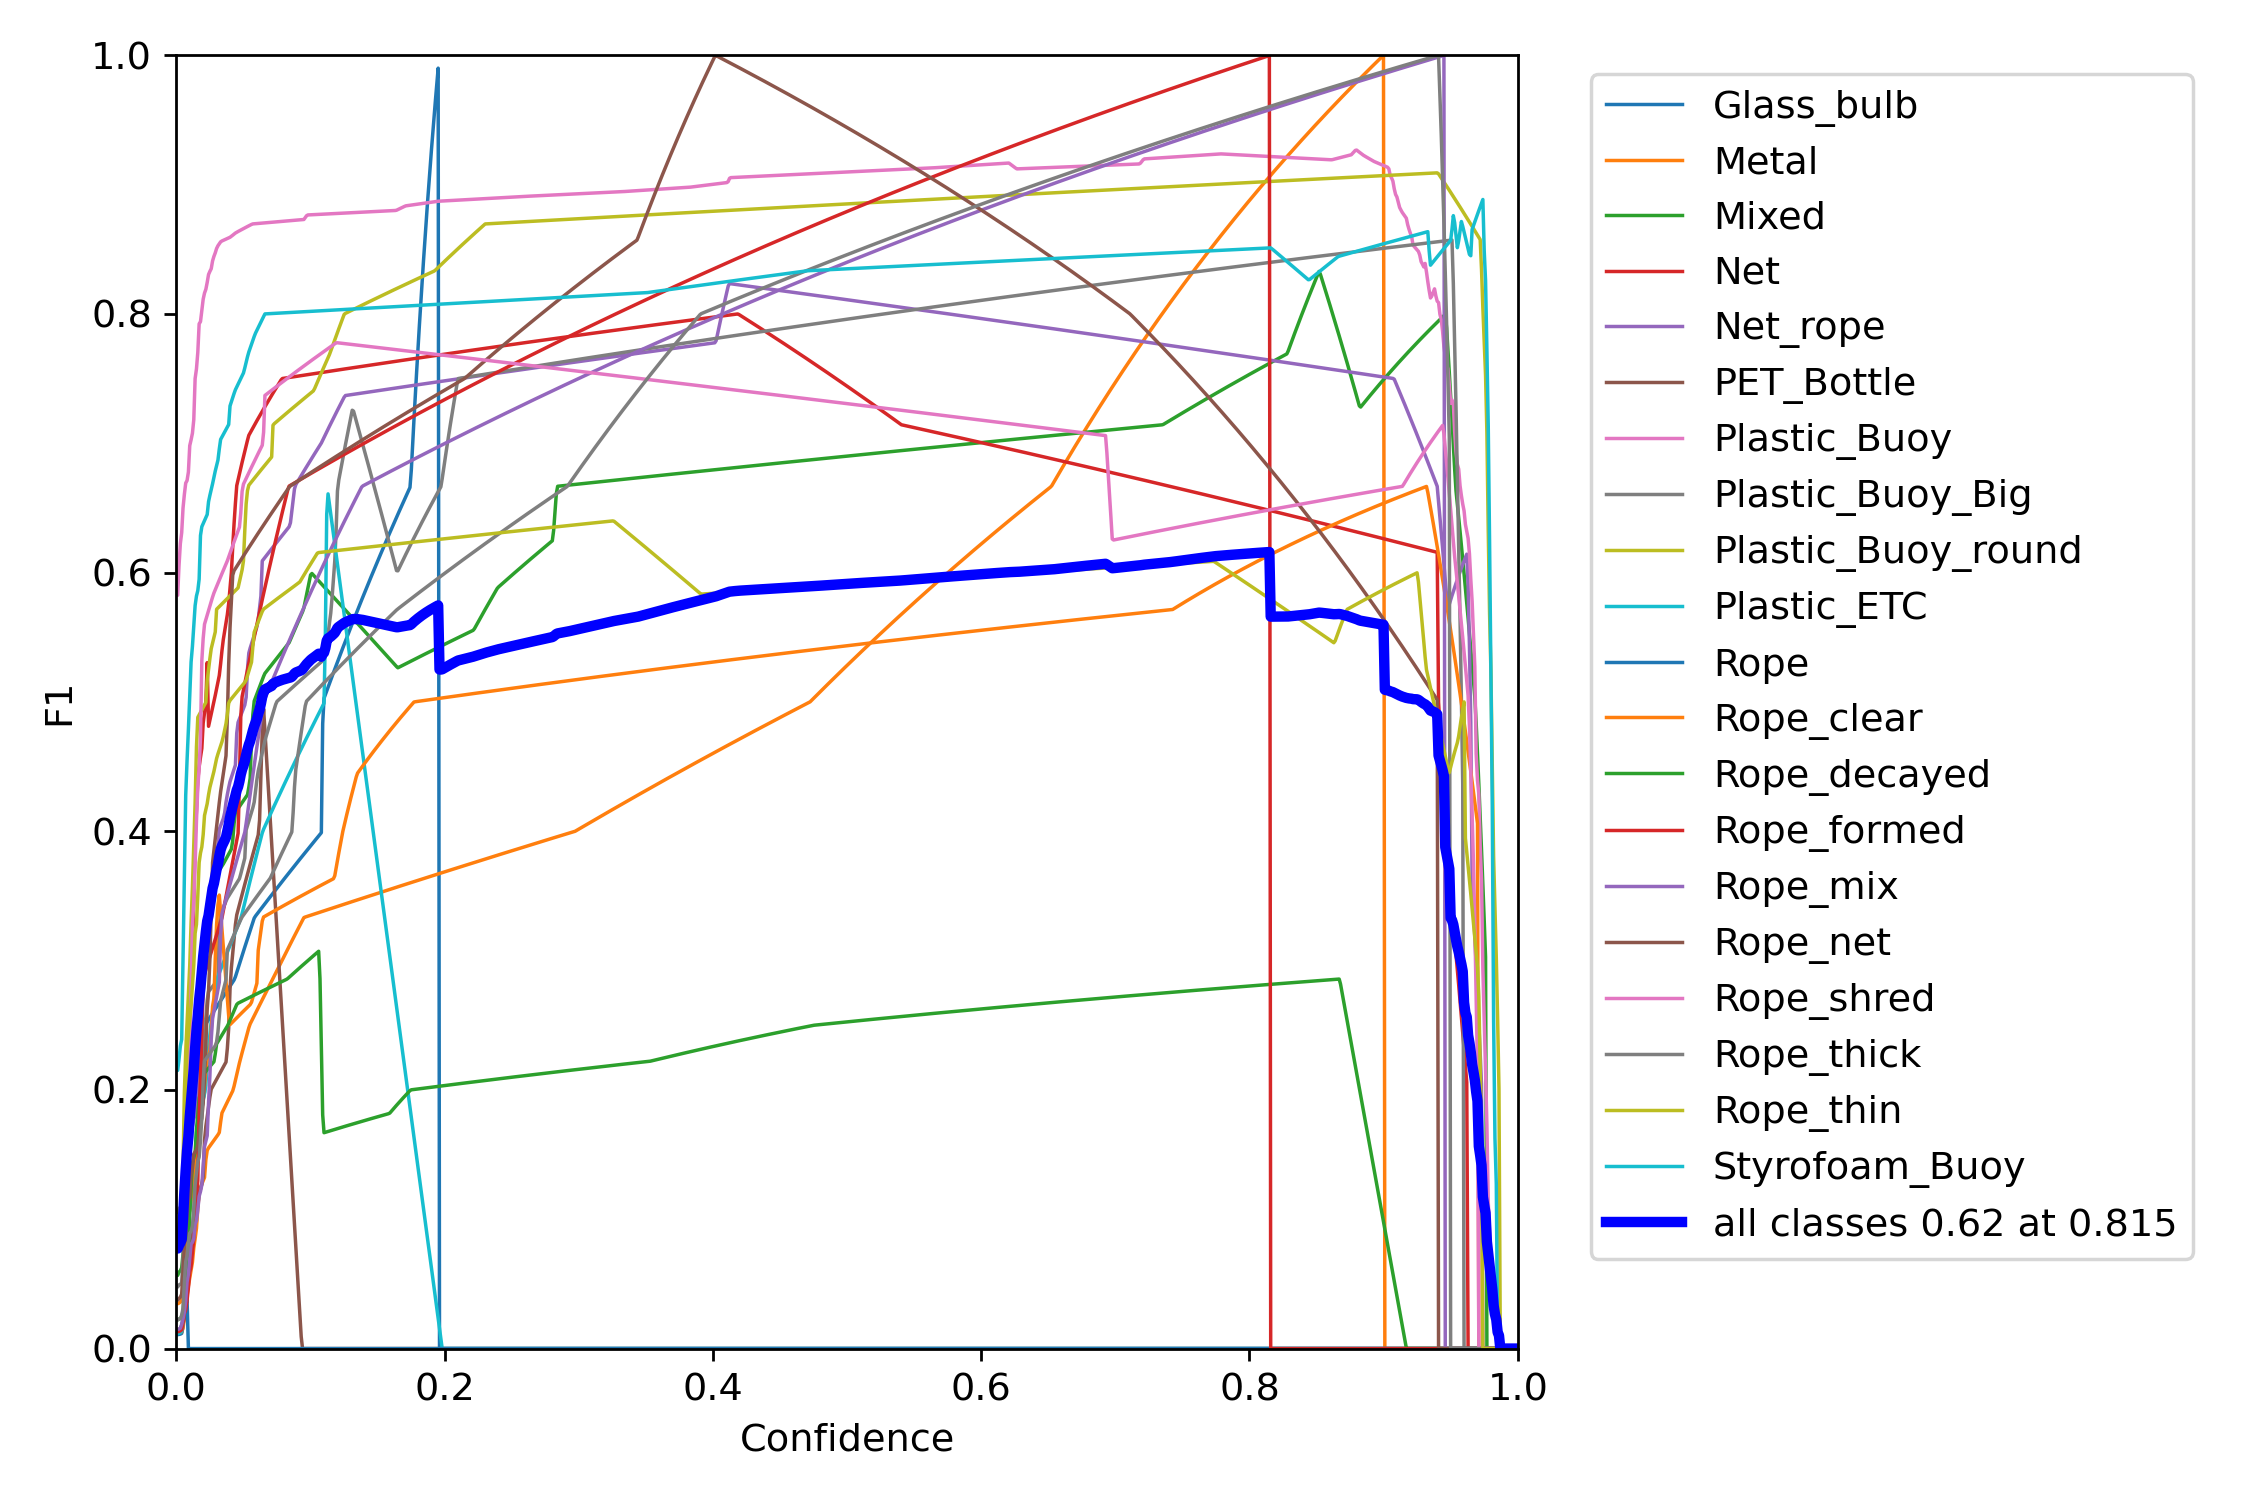 1.0
0.8
0.6
0.4
0.2
0.0
F1
0.0 0.2 0.4 0.6 0.8 1.0
Confidence
Glass_bulb
Metal
Mixed
Net
Net_rope
PET_Bottle
Plastic_Buoy
Plastic_Buoy_Big
Plastic_Buoy_round
Plastic_ETC
Rope
Rope_clear
Rope_decayed
Rope_formed
Rope_mix
Rope_net
Rope_shred
Rope_thick
Rope_thin
Styrofoam_Buoy
all classes 0.62 at 0.815